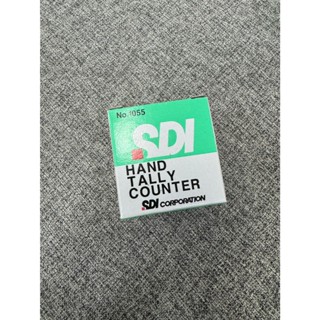 No.1055
SDI
HAND
TALLY
COUNTER
SDI CORPORATION